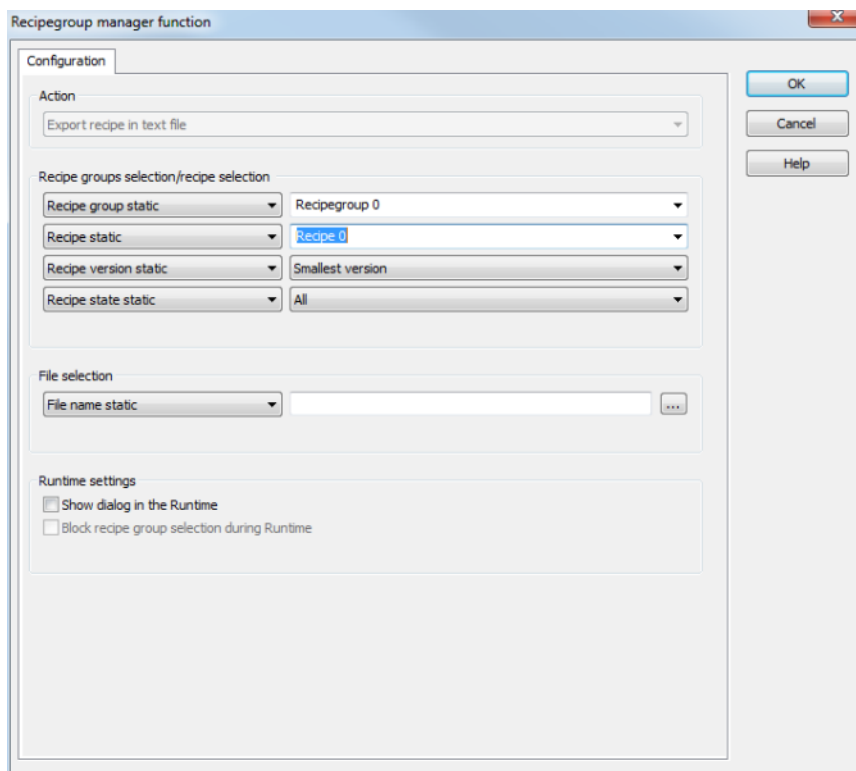 Recipegroup manager function
Configuration
OK
Action
Export recipe in text file
Cancel
Help
Recipe groups selection/recipe selection
Recipe group static Recipegroup 0
Recipe static Recipe 0
Recipe version static Smallest version
Recipe state static All
File selection
File name static ...
Runtime settings
Show dialog in the Runtime
Block recipe group selection during Runtime